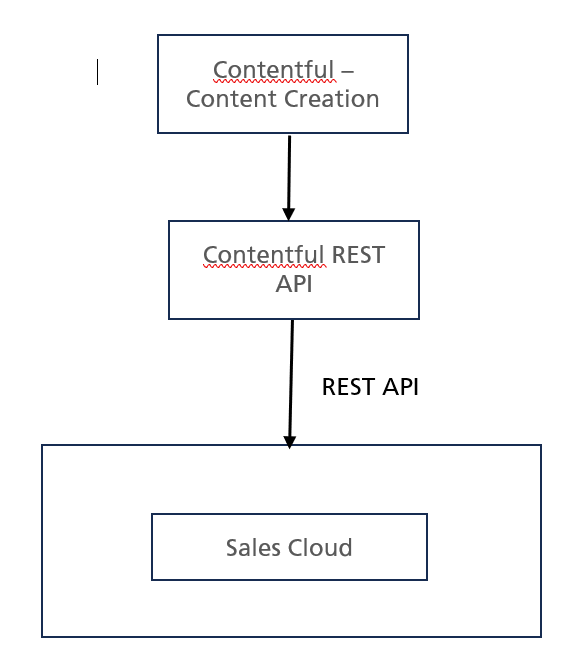 Contentful –
Content Creation
Contentful REST
API
REST API
Sales Cloud